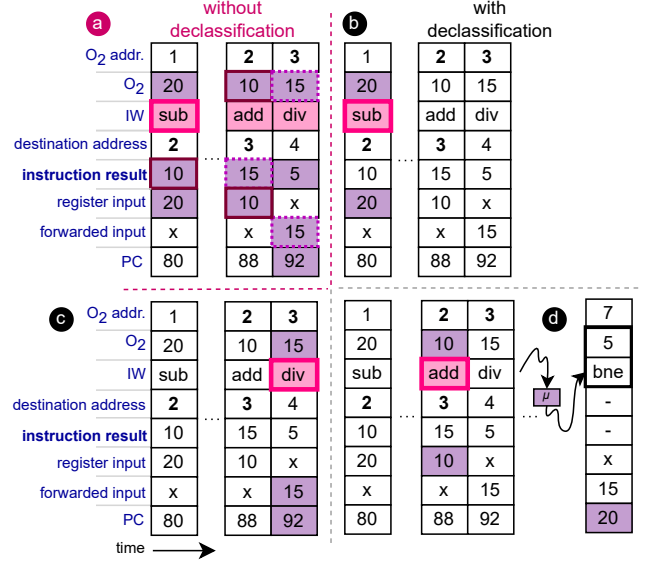 without
declassification
with
declassification
a
b
O2 addr. 1 2 3 1 2 3
O2 20 10 15 20 10 15
IW sub add div sub add div
destination address 2 3 4 2 3 4
... ...
instruction result 10 15 5 10 15 5
register input 20 10 x 20 10 x
forwarded input x x 15 x x 15
PC 80 88 92 80 88 92
c
d
O2 addr. 1 2 3 1 2 3 7
O2 20 10 15 20 10 15 5
IW sub add div sub add div bne
μ
destination address 2 3 4 2 3 4 -
... ... ...
instruction result 10 15 5 10 15 5 -
register input 20 10 x 20 10 x x
forwarded input x x 15 x x 15 15
PC 80 88 92 80 88 92 20
time